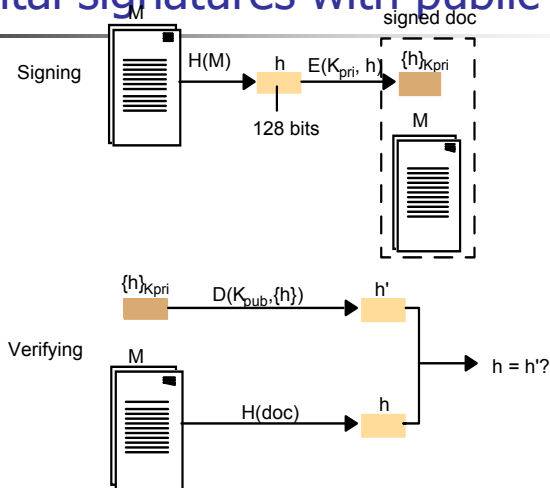 ital signatures with public
M
signed doc
Signing
H(M)
h
E(Kpri, h)
{h}Kpri
128 bits
M
{h}Kpri
D(Kpub,{h})
h'
Verifying
M
h = h'?
H(doc)
h